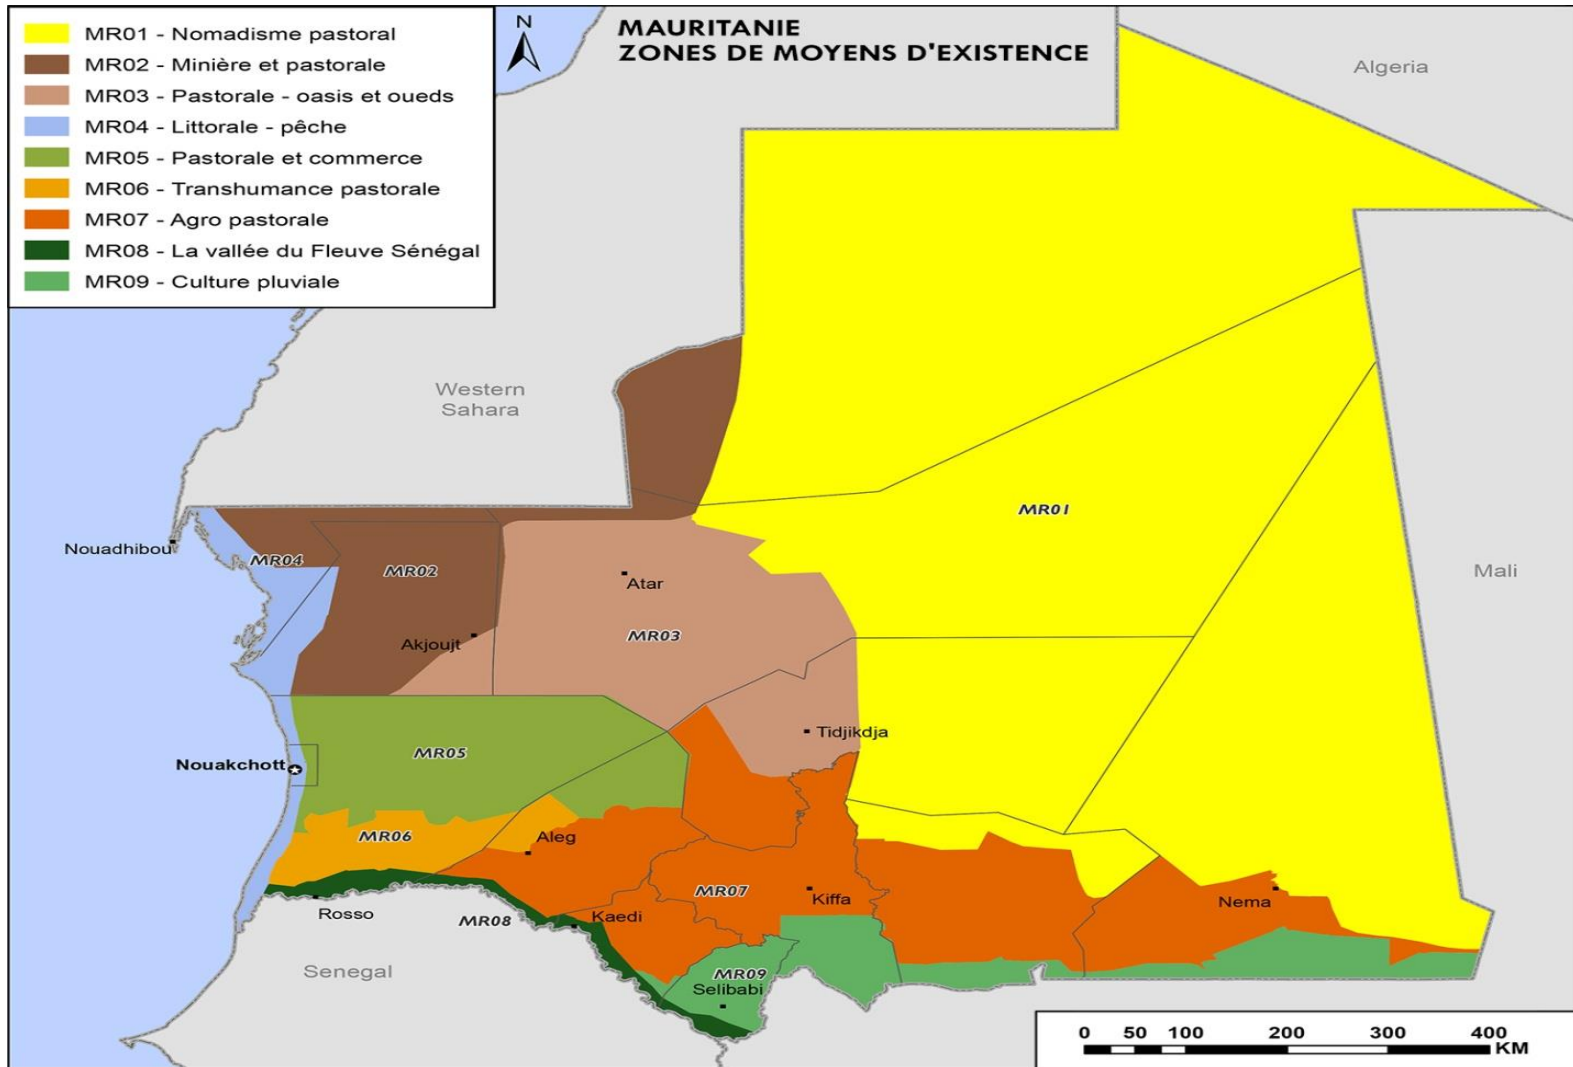 MR01 - Nomadisme pastoral
MR02 - Minière et pastorale
MR03 - Pastorale - oasis et oueds
MR04 - Littorale - pêche
MR05 - Pastorale et commerce
MR06 - Transhumance pastorale
MR07 - Agro pastorale
MR08 - La vallée du Fleuve Sénégal
MR09 - Culture pluviale
N
MAURITANIE
ZONES DE MOYENS D'EXISTENCE
Algeria
Western
Sahara
MR01
Nouadhibou
MR04
MR02
Atar
Mali
Akjoujt
MR03
Tidjikdja
Nouakchott
MR05
MR06
Aleg
MR07
Kiffa
Nema
Rosso
MR08
Kaedi
Senegal
MR09
Selibabi
0 50 100 200 300 400
KM